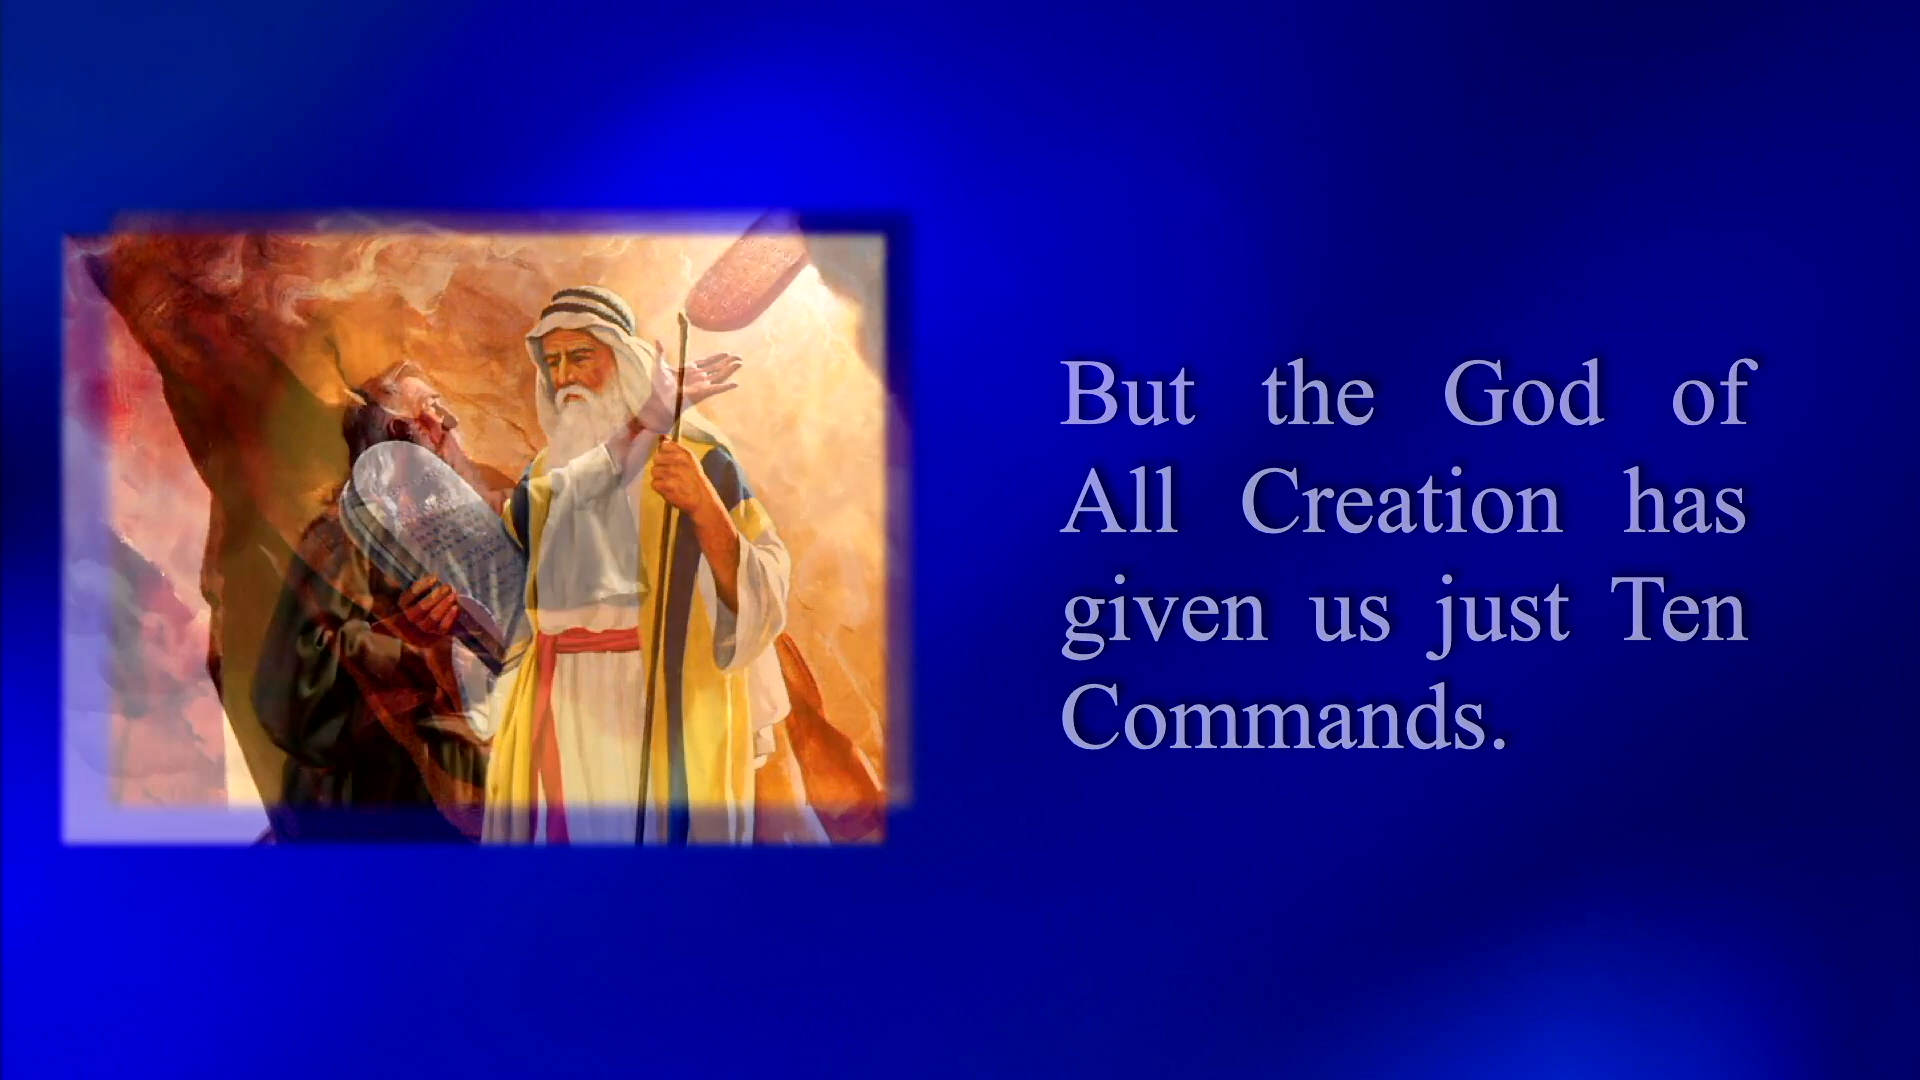 But the God of
All Creation has
given us just Ten
Commands.